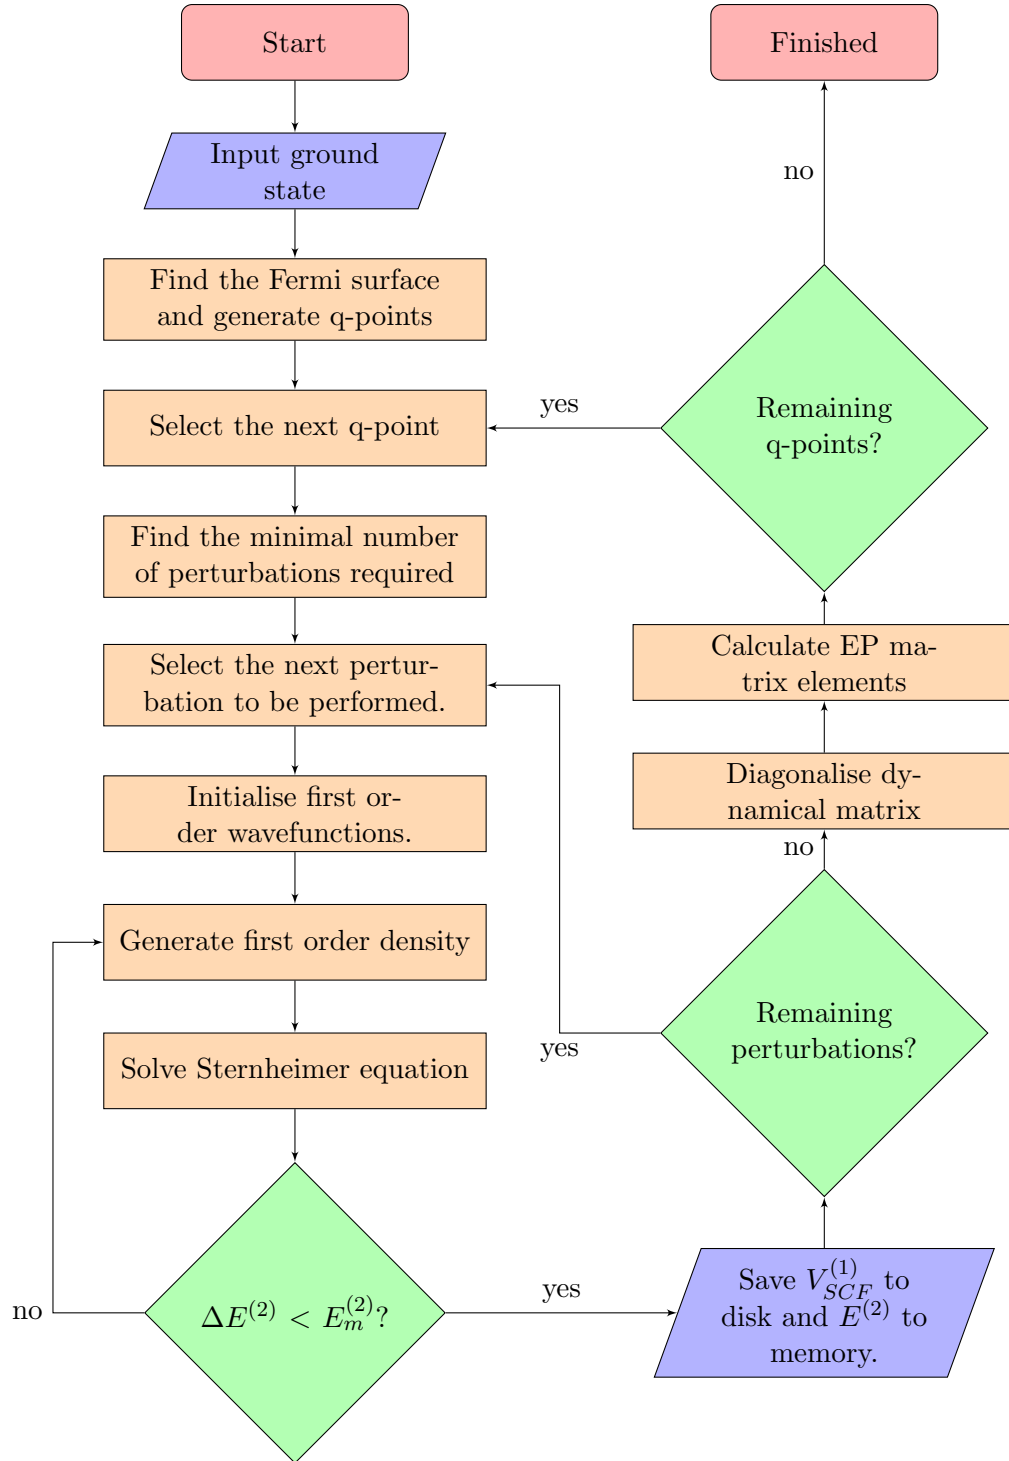 Start
Input ground
state
Find the Fermi surface
and generate q-points
Select the next q-point
Find the minimal number
of perturbations required
Select the next pertur-
bation to be performed.
Initialise first or-
der wavefunctions.
Generate first order density
Solve Sternheimer equation
$\Delta E^{(2)} < E_m^{(2)}$?
no
yes
Save $V_{SCF}^{(1)}$ to
disk and $E^{(2)}$ to
memory.
Remaining
perturbations?
yes
no
Diagonalise dy-
namical matrix
Calculate EP ma-
trix elements
Remaining
q-points?
yes
no
Finished